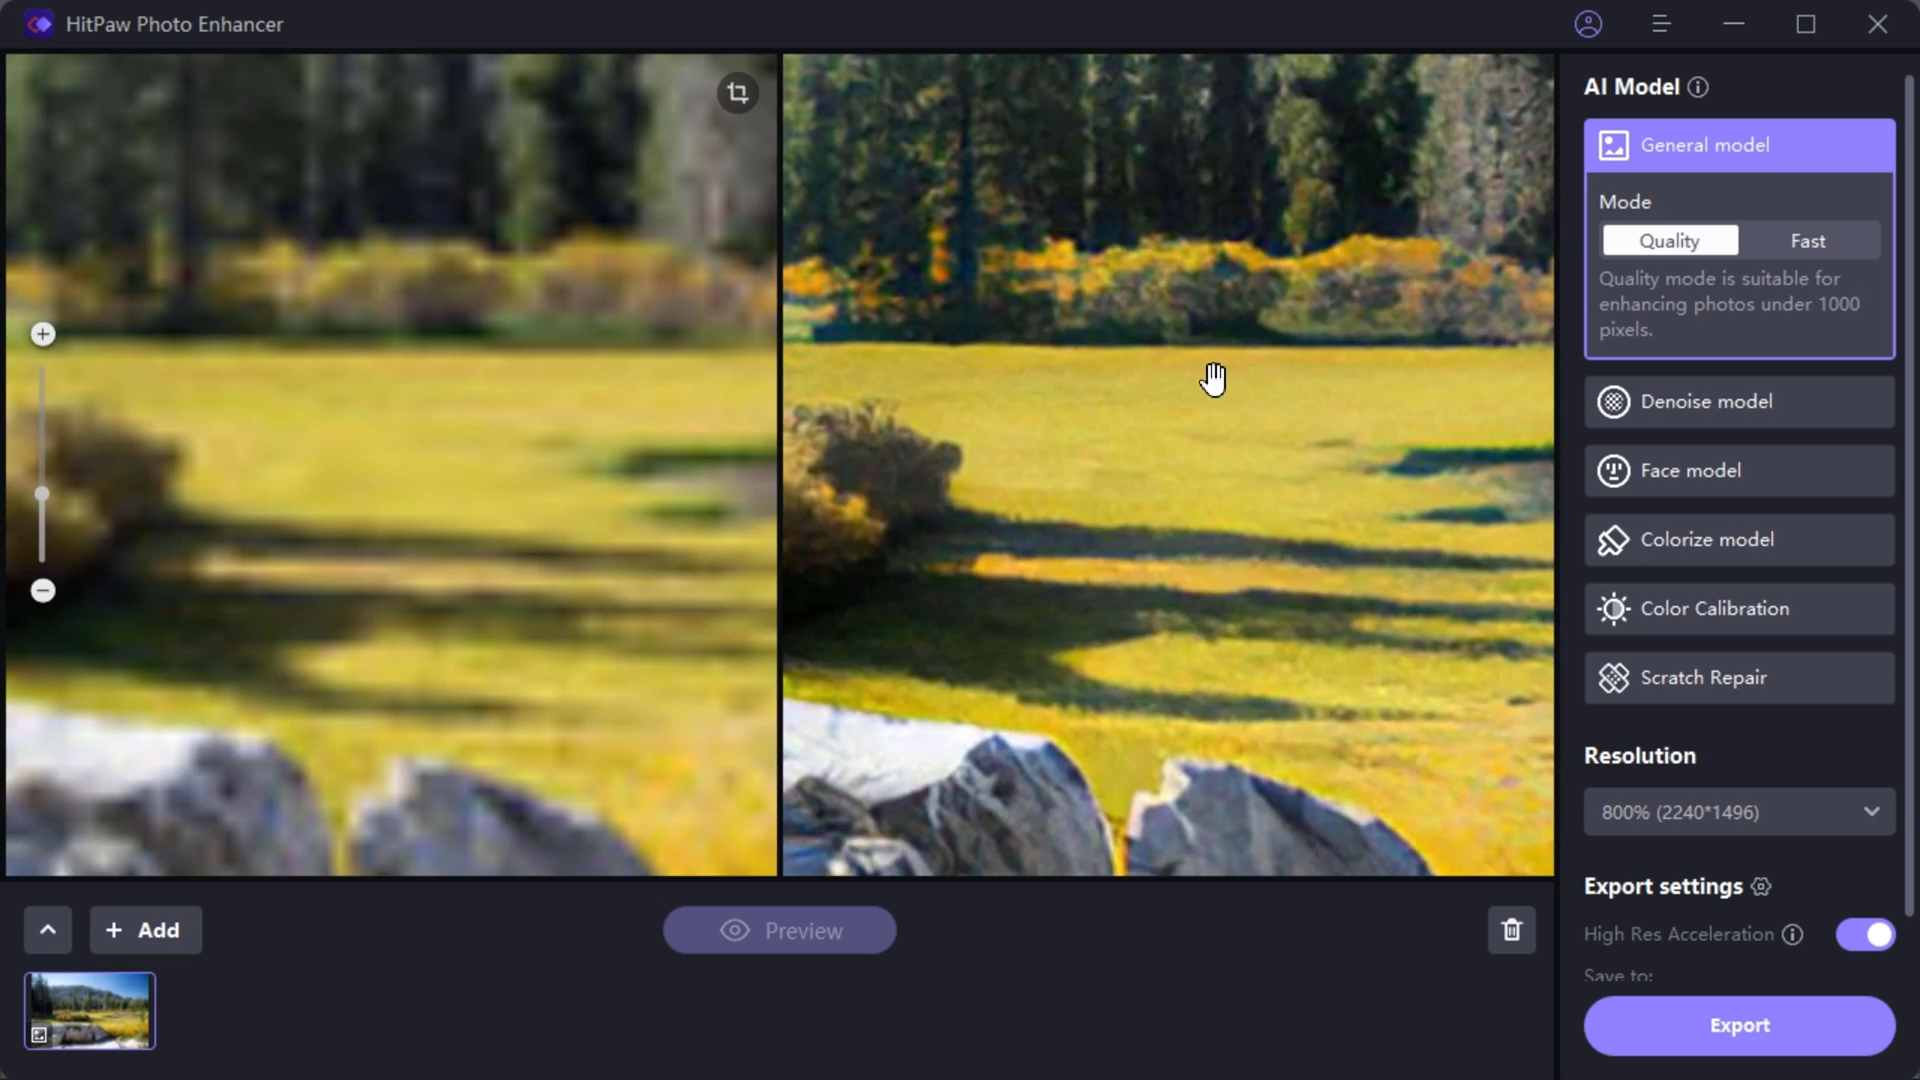 HitPaw Photo Enhancer
AI Model
General model
Mode
Quality
Fast
Quality mode is suitable for
enhancing photos under 1000
pixels.
Denoise model
Face model
Colorize model
Color Calibration
Scratch Repair
Resolution
800% (2240*1496)
Export settings
High Res Acceleration
Save to:
Export
+ Add
Preview